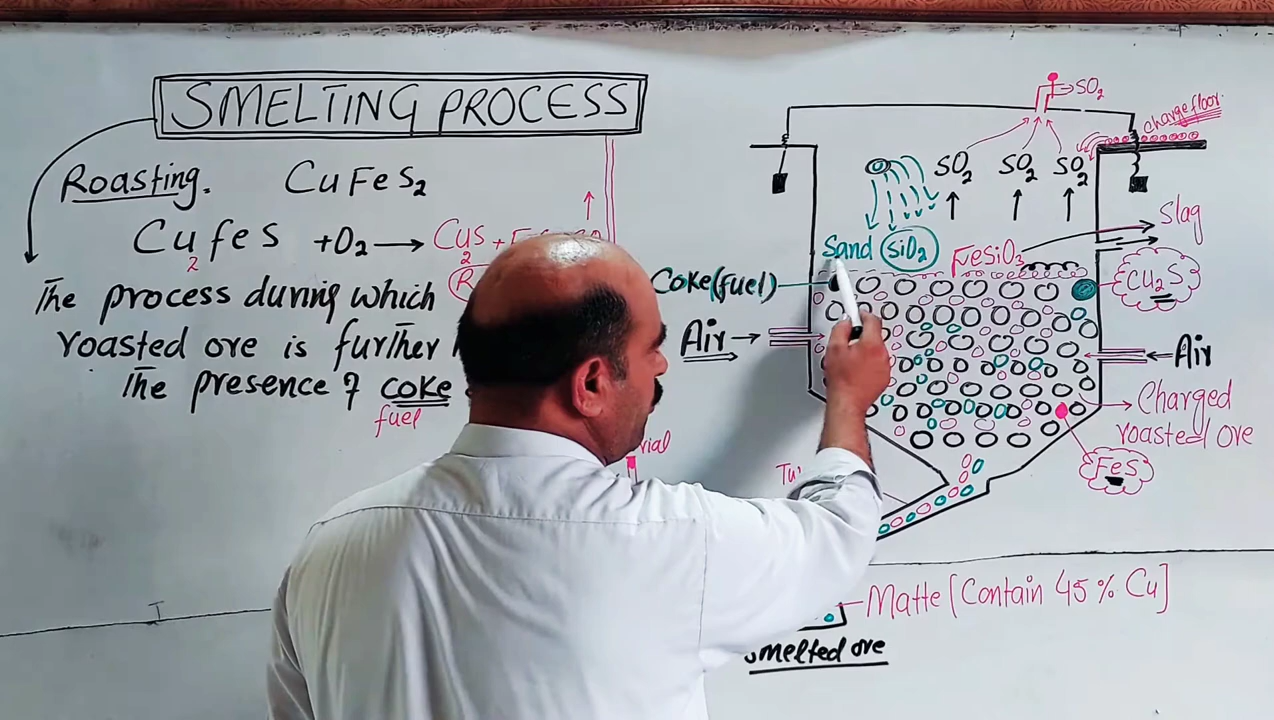 SMELTING PROCESS
Roasting. CuFeS2
Cu2feS +O2 → Cu2S +
The process during which
roasted ore is further
The presence of coke
fuel
SO2
charge floor
SO2 SO2 SO2
Sand (SiO2)
FeSiO3
Slag
Coke(fuel)
Cu2S
Air
Air
Charged
roasted ore
FeS
Matte [Contain 45% Cu]
Smelted ore